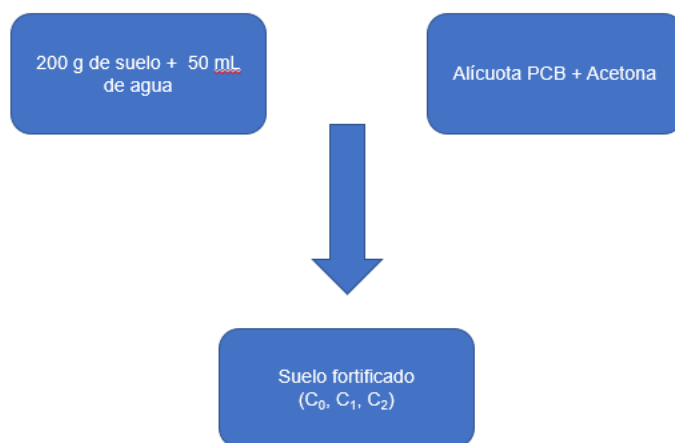 200 g de suelo + 50 mL
de agua
Alícuota PCB + Acetona
Suelo fortificado
(C₀, C₁, C₂)